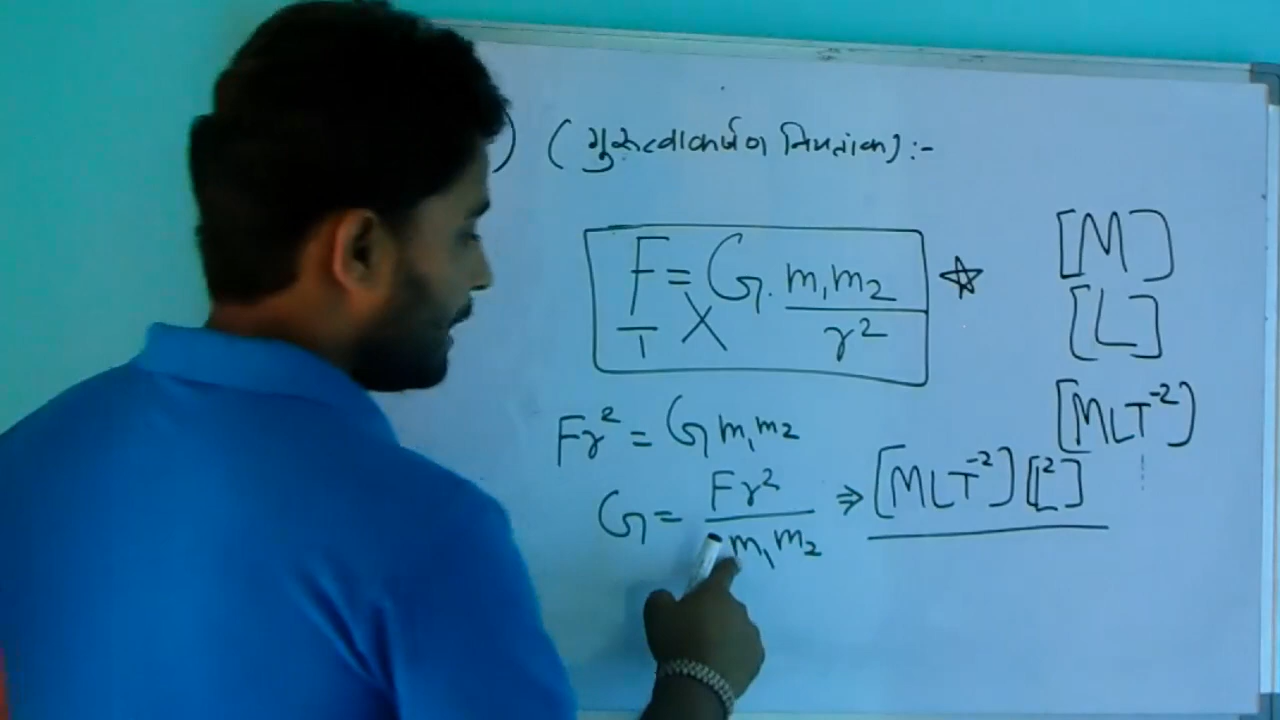 ) (ગુરુત્વાકર્ષણ નિયતાંક) :-
F/T = G . m₁m₂/r² ☆
X
[M]
[L]
[MLT⁻²]
Fr² = G m₁m₂
G = Fr²/m₁m₂ ⇒ [MLT⁻²] [L²]